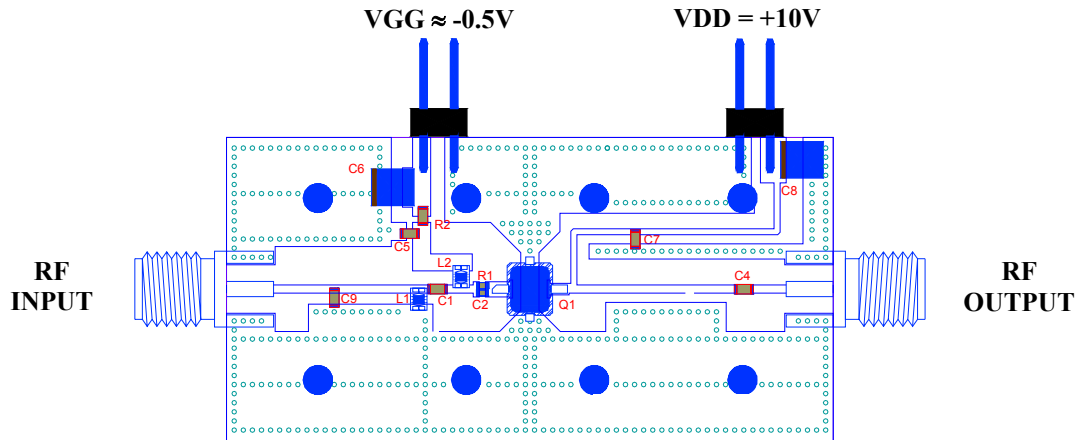 VGG ≈ -0.5V
VDD = +10V
C6
C8
R2
C5
C7
L2
R1
RF
INPUT
C9
L1
C1
C2
Q1
C4
RF
OUTPUT